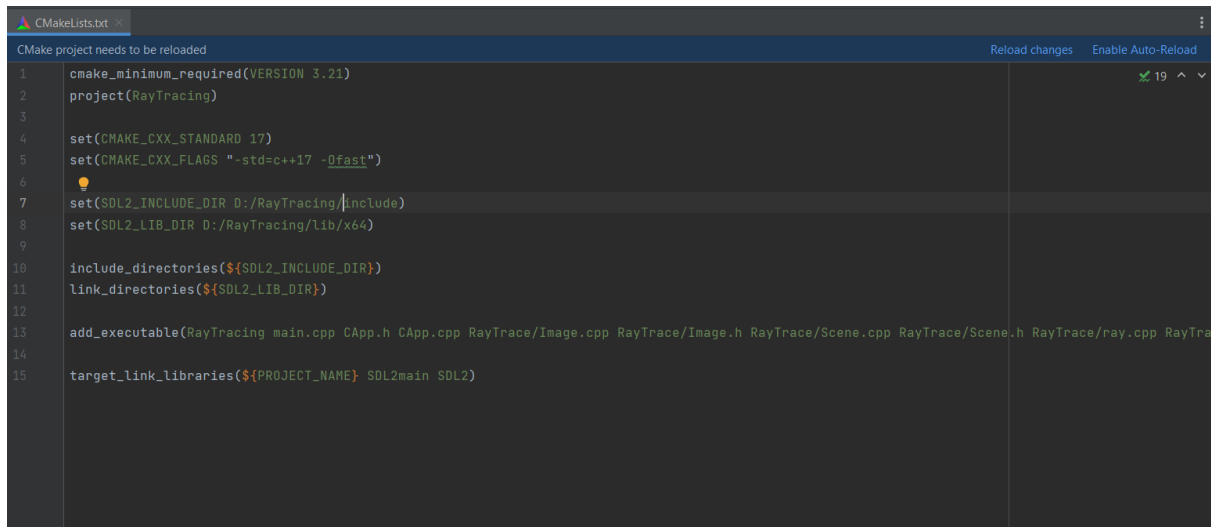 CMakeLists.txt
CMake project needs to be reloaded Reload changes Enable Auto-Reload
1 cmake_minimum_required(VERSION 3.21) 19
2 project(RayTracing)
3
4 set(CMAKE_CXX_STANDARD 17)
5 set(CMAKE_CXX_FLAGS "-std=c++17 -Ofast")
6
7 set(SDL2_INCLUDE_DIR D:/RayTracing/include)
8 set(SDL2_LIB_DIR D:/RayTracing/lib/x64)
9
10 include_directories(${SDL2_INCLUDE_DIR})
11 link_directories(${SDL2_LIB_DIR})
12
13 add_executable(RayTracing main.cpp CApp.h CApp.cpp RayTrace/Image.cpp RayTrace/Image.h RayTrace/Scene.cpp RayTrace/Scene.h RayTrace/ray.cpp RayTra
14
15 target_link_libraries(${PROJECT_NAME} SDL2main SDL2)